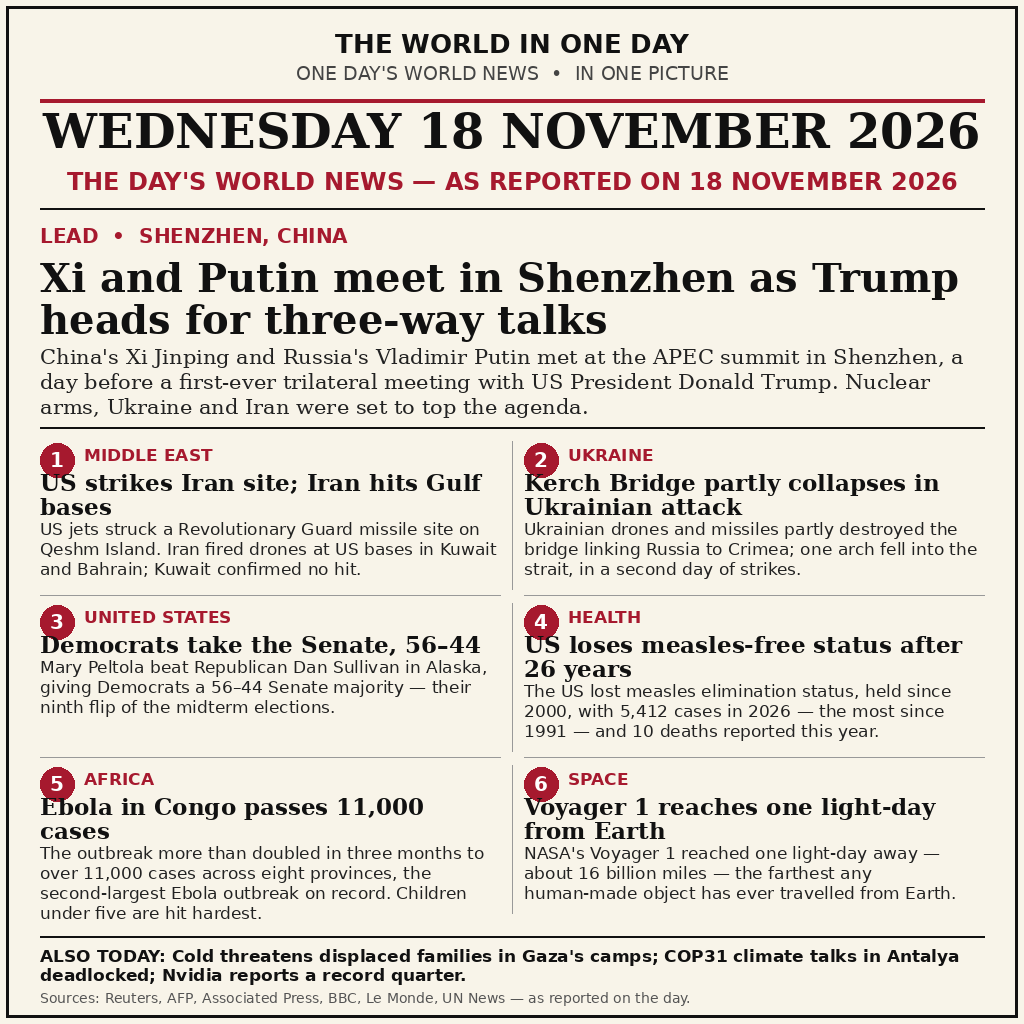 THE WORLD IN ONE DAY
ONE DAY'S WORLD NEWS • IN ONE PICTURE
WEDNESDAY 18 NOVEMBER 2026
THE DAY'S WORLD NEWS — AS REPORTED ON 18 NOVEMBER 2026
LEAD • SHENZHEN, CHINA
Xi and Putin meet in Shenzhen as Trump
heads for three-way talks
China's Xi Jinping and Russia's Vladimir Putin met at the APEC summit in Shenzhen, a
day before a first-ever trilateral meeting with US President Donald Trump. Nuclear
arms, Ukraine and Iran were set to top the agenda.
1 MIDDLE EAST
US strikes Iran site; Iran hits Gulf
bases
US jets struck a Revolutionary Guard missile site on
Qeshm Island. Iran fired drones at US bases in Kuwait
and Bahrain; Kuwait confirmed no hit.
2 UKRAINE
Kerch Bridge partly collapses in
Ukrainian attack
Ukrainian drones and missiles partly destroyed the
bridge linking Russia to Crimea; one arch fell into the
strait, in a second day of strikes.
3 UNITED STATES
Democrats take the Senate, 56–44
Mary Peltola beat Republican Dan Sullivan in Alaska,
giving Democrats a 56–44 Senate majority — their
ninth flip of the midterm elections.
4 HEALTH
US loses measles-free status after
26 years
The US lost measles elimination status, held since
2000, with 5,412 cases in 2026 — the most since
1991 — and 10 deaths reported this year.
5 AFRICA
Ebola in Congo passes 11,000
cases
The outbreak more than doubled in three months to
over 11,000 cases across eight provinces, the
second-largest Ebola outbreak on record. Children
under five are hit hardest.
6 SPACE
Voyager 1 reaches one light-day
from Earth
NASA's Voyager 1 reached one light-day away —
about 16 billion miles — the farthest any
human-made object has ever travelled from Earth.
ALSO TODAY: Cold threatens displaced families in Gaza's camps; COP31 climate talks in Antalya
deadlocked; Nvidia reports a record quarter.
Sources: Reuters, AFP, Associated Press, BBC, Le Monde, UN News — as reported on the day.